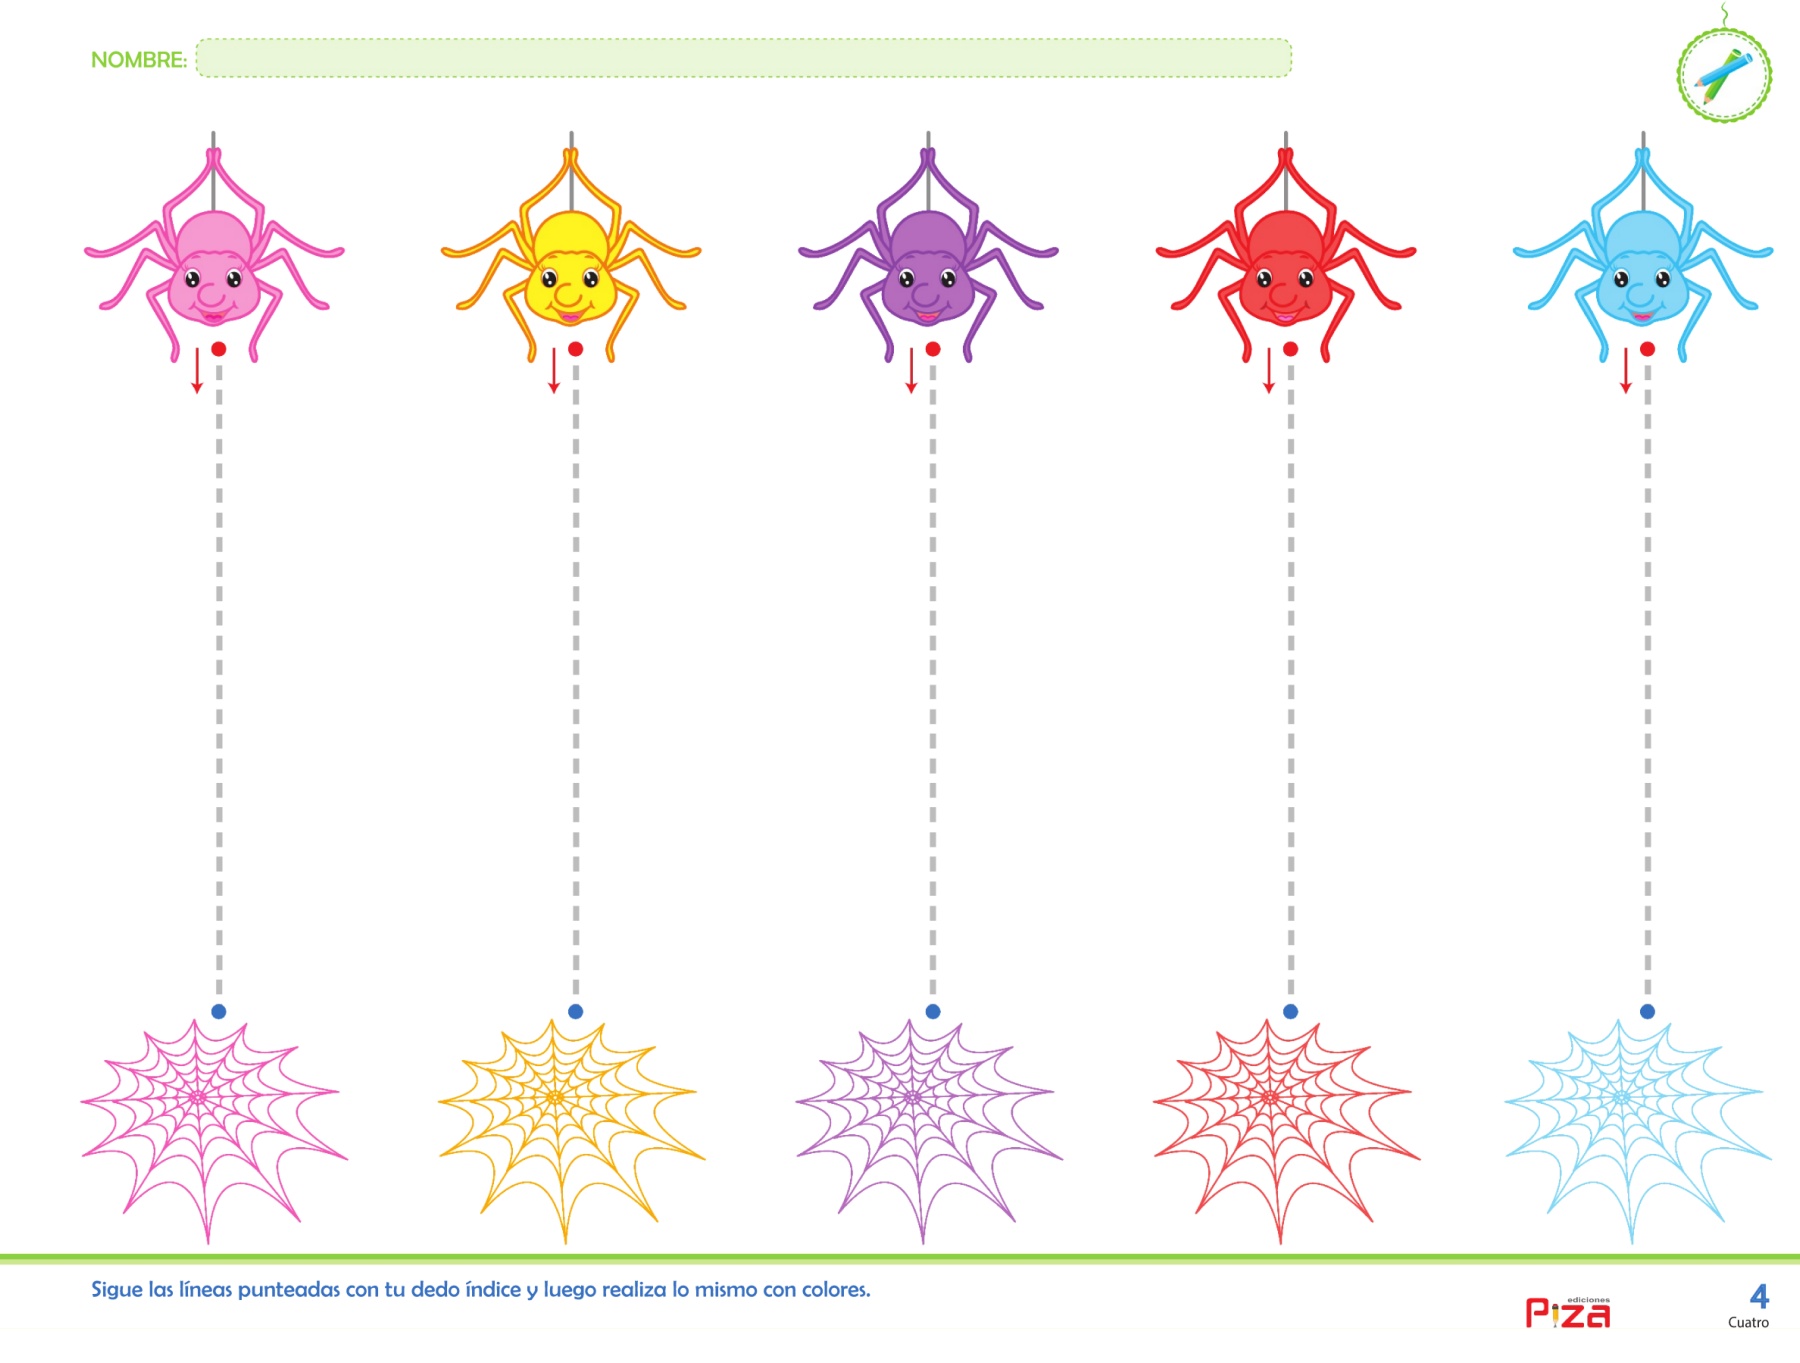 NOMBRE:
Sigue las líneas punteadas con tu dedo índice y luego realiza lo mismo con colores.
ediciones
Piza
4
Cuatro